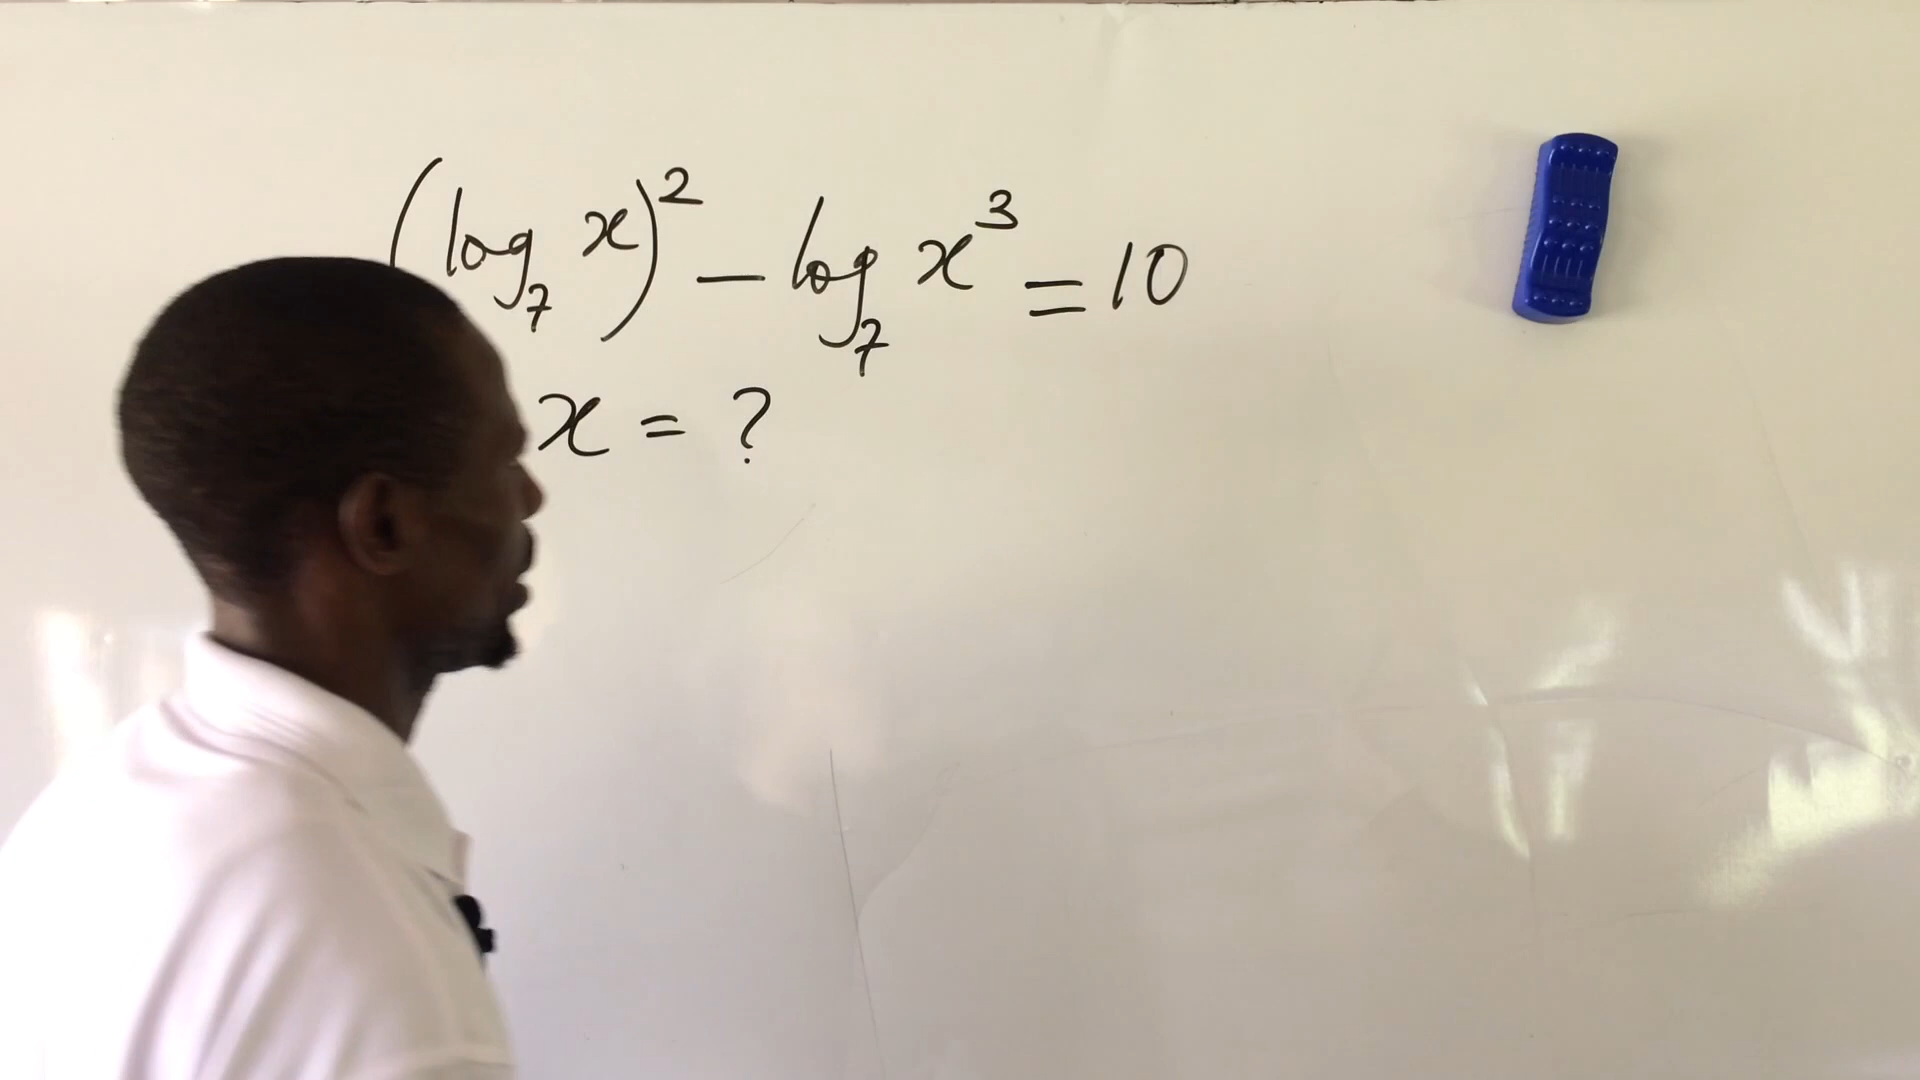 (log₇ x)² - log₇ x³ = 10
x = ?